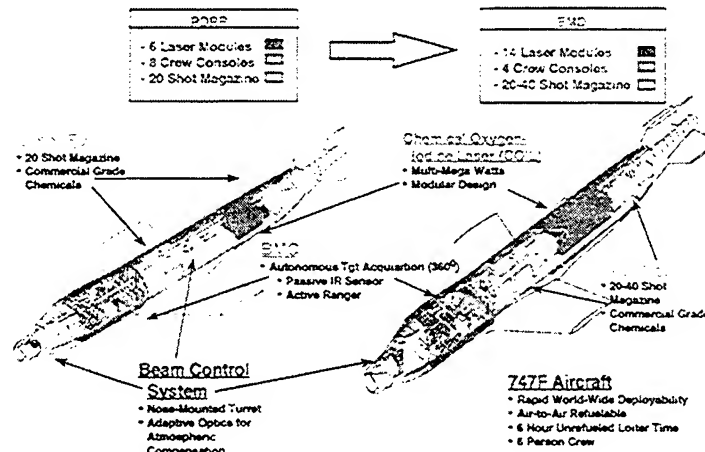 PDRR
- 6 Laser Modules
- 8 Crew Consoles
- 20 Shot Magazine
EMD
- 14 Laser Modules
- 4 Crew Consoles
- 20-40 Shot Magazine
• 20 Shot Magazine
• Commercial Grade
Chemicals
Chemical Oxygen-
Iodine Laser (COIL)
• Multi-Mega Watts
• Modular Design
• Autonomous Tgt Acquisition (360°)
• Passive IR Sensor
• Active Ranger
• 20-40 Shot
Magazine
• Commercial Grade
Chemicals
Beam Control
System
• Nose-Mounted Turret
• Adaptive Optics for
Atmospheric
Compensation
747F Aircraft
• Rapid World-Wide Deployability
• Air-to-Air Refuelable
• 6 Hour Unrefueled Loiter Time
• 6 Person Crew